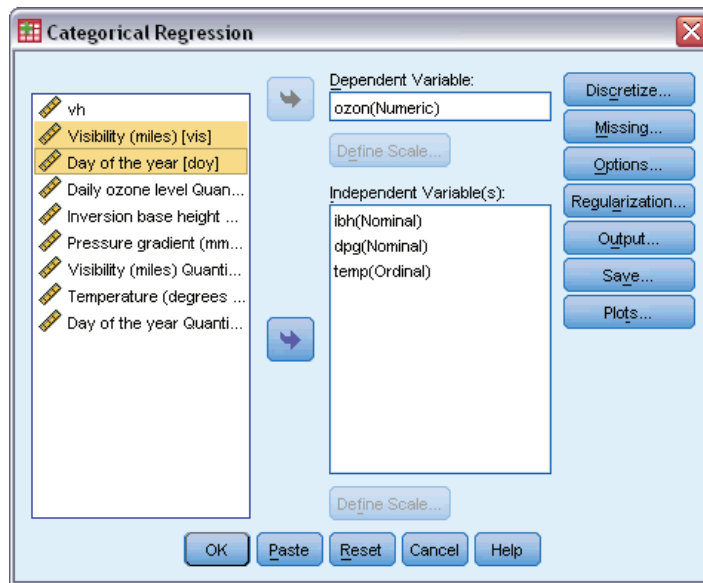 Categorical Regression
vh
Visibility (miles) [vis]
Day of the year [doy]
Daily ozone level Quan...
Inversion base height ...
Pressure gradient (mm...
Visibility (miles) Quanti...
Temperature (degrees ...
Day of the year Quanti...
Dependent Variable:
ozon(Numeric)
Define Scale...
Independent Variable(s):
ibh(Nominal)
dpg(Nominal)
temp(Ordinal)
Define Scale...
Discretize...
Missing...
Options...
Regularization...
Output...
Save...
Plots...
OK Paste Reset Cancel Help